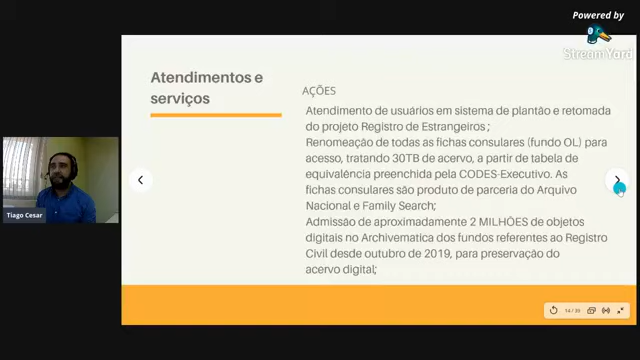 Powered by
StreamYard
Atendimentos e
serviços
AÇÕES
Atendimento de usuários em sistema de plantão e retomada
do projeto Registro de Estrangeiros ;
Renomeação de todas as fichas consulares (fundo OL) para
acesso, tratando 30TB de acervo, a partir de tabela de
equivalência preenchida pela CODES-Executivo. As
fichas consulares são produto de parceria do Arquivo
Nacional e Family Search;
Admissão de aproximadamente 2 MILHÕES de objetos
digitais no Archivematica dos fundos referentes ao Registro
Civil desde outubro de 2019, para preservação do
acervo digital;
Tiago Cesar